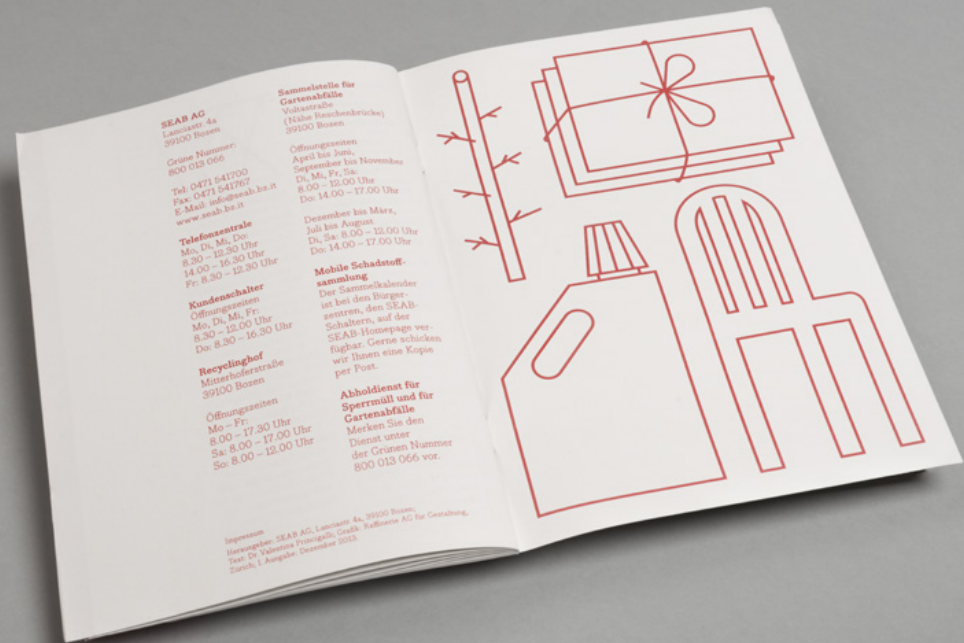 SEAB AG
Lanciastr. 4a
39100 Bozen
Grüne Nummer:
800 013 066
Tel: 0471 541700
Fax: 0471 541767
E-Mail: info@seab.bz.it
www.seab.bz.it
Telefonzentrale
Mo, Di, Mi, Do:
8.30 – 12.30 Uhr
14.00 – 16.30 Uhr
Fr: 8.30 – 12.30 Uhr
Kundenschalter
Öffnungszeiten
Mo, Di, Mi, Fr:
8.30 – 12.00 Uhr
Do: 8.30 – 16.30 Uhr
Recyclinghof
Mitterhoferstraße
39100 Bozen
Öffnungszeiten
Mo – Fr:
8.00 – 17.30 Uhr
Sa: 8.00 – 17.00 Uhr
So: 8.00 – 12.00 Uhr
Sammelstelle für
Gartenabfälle
Voltastraße
(Nähe Reschenbrücke)
39100 Bozen
Öffnungszeiten
April bis Juni,
September bis November
Di, Mi, Fr, Sa:
8.00 – 12.00 Uhr
Do: 14.00 – 17.00 Uhr
Dezember bis März,
Juli bis August
Di, Sa: 8.00 – 12.00 Uhr
Do: 14.00 – 17.00 Uhr
Mobile Schadstoff-
sammlung
Der Sammelkalender
ist bei den Bürger-
zentren, den SEAB-
Schaltern, auf der
SEAB-Homepage ver-
fügbar. Gerne schicken
wir Ihnen eine Kopie
per Post.
Abholdienst für
Sperrmüll und für
Gartenabfälle
Merken Sie den
Dienst unter
der Grünen Nummer
800 013 066 vor.
Impressum
Herausgeber: SEAB AG, Lanciastr. 4a, 39100 Bozen;
Text: Dr. Valentina Principalli, Grafik: Raffinerie AG für Gestaltung,
Zürich; 1. Ausgabe: Dezember 2013.